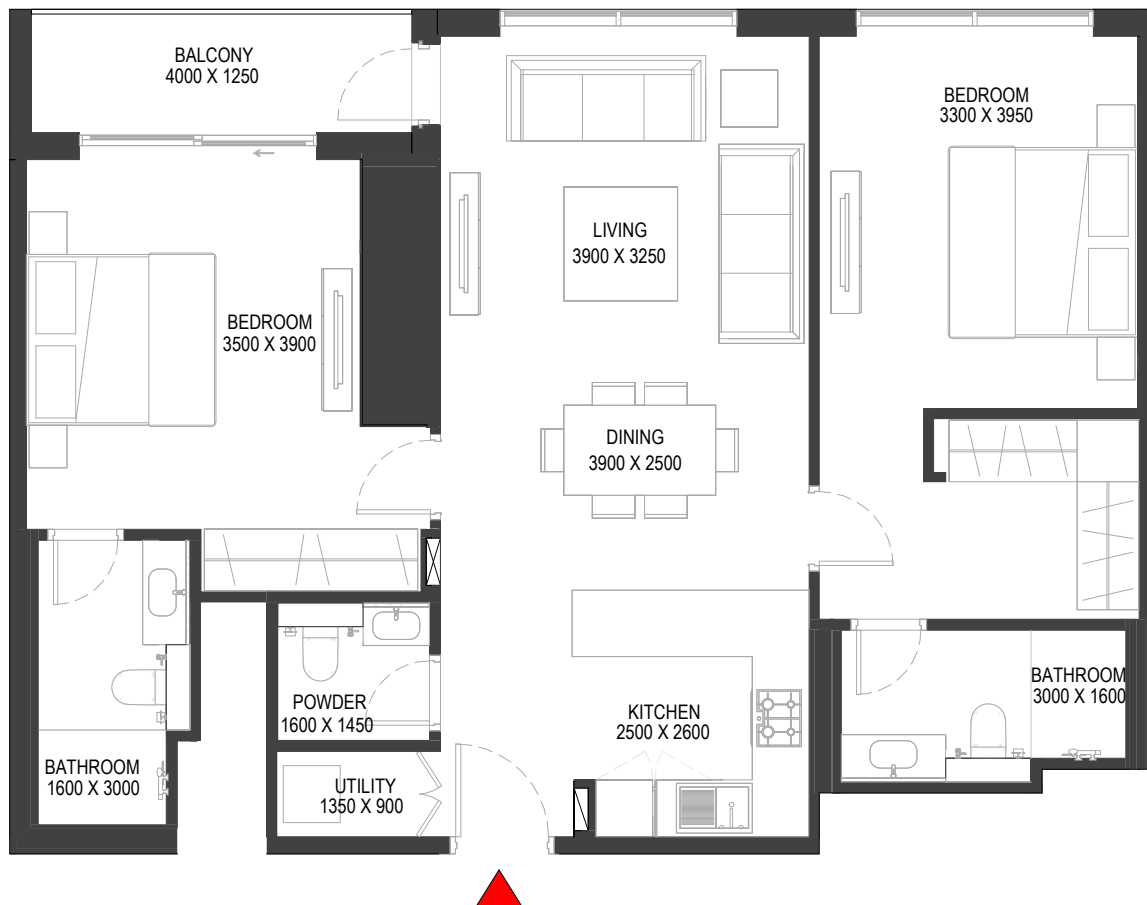 BALCONY
4000 X 1250
BEDROOM
3300 X 3950
LIVING
3900 X 3250
BEDROOM
3500 X 3900
DINING
3900 X 2500
BATHROOM
3000 X 1600
POWDER
1600 X 1450
KITCHEN
2500 X 2600
BATHROOM
1600 X 3000
UTILITY
1350 X 900